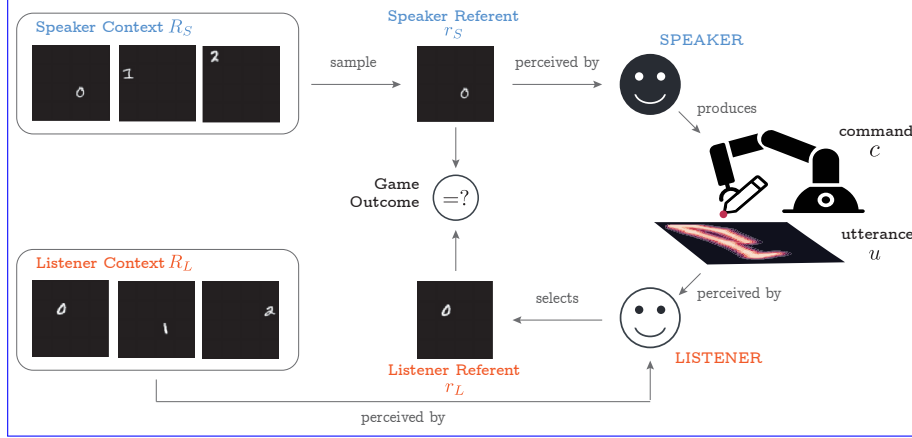 Speaker Context R_S
0
1
2
sample
Speaker Referent
r_S
0
perceived by
SPEAKER
produces
command
c
Game
Outcome
=?
utterance
u
Listener Context R_L
0
1
2
Listener Referent
r_L
0
selects
perceived by
LISTENER
perceived by